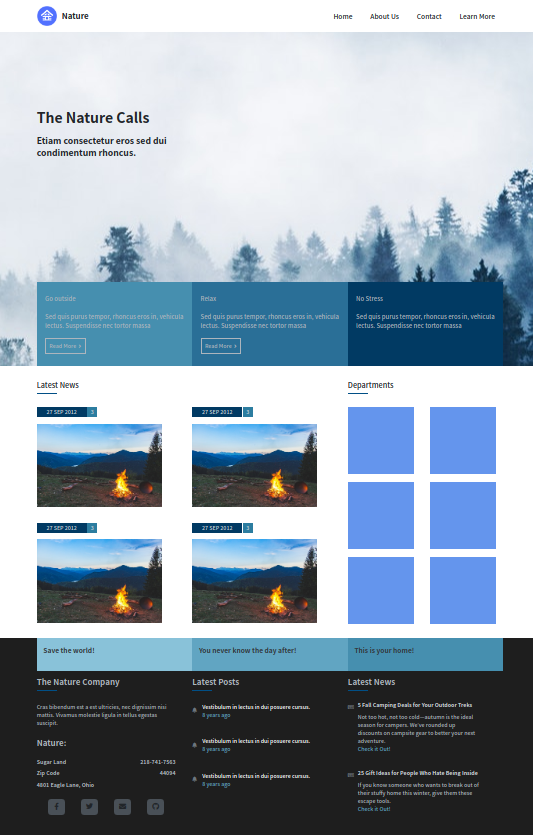 Nature
Home
About Us
Contact
Learn More
The Nature Calls
Etiam consectetur eros sed dui
condimentum rhoncus.
Go outside
Sed quis purus tempor, rhoncus eros in, vehicula
lectus. Suspendisse nec tortor massa
Read More >
Relax
Sed quis purus tempor, rhoncus eros in, vehicula
lectus. Suspendisse nec tortor massa
Read More >
No Stress
Sed quis purus tempor, rhoncus eros in, vehicula
lectus. Suspendisse nec tortor massa
Latest News
27 SEP 2012 3
27 SEP 2012 3
27 SEP 2012 3
27 SEP 2012 3
Departments
Save the world!
You never know the day after!
This is your home!
The Nature Company
Cras bibendum est a est ultricies, nec dignissim nisi
mattis. Vivamus molestie ligula in tellus egestas
suscipit.
Nature:
Sugar Land 218-741-7563
Zip Code 44094
4801 Eagle Lane, Ohio
Latest Posts
Vestibulum in lectus in dui posuere cursus.
8 years ago
Vestibulum in lectus in dui posuere cursus.
8 years ago
Vestibulum in lectus in dui posuere cursus.
8 years ago
Latest News
5 Fall Camping Deals for Your Outdoor Treks
Not too hot, not too cold—autumn is the ideal
season for campers. We've rounded up
discounts on campsite gear to better your next
adventure.
Check it Out!
25 Gift Ideas for People Who Hate Being Inside
If you know someone who wants to break out of
their stuffy home this winter, give them these
escape tools.
Check it Out!